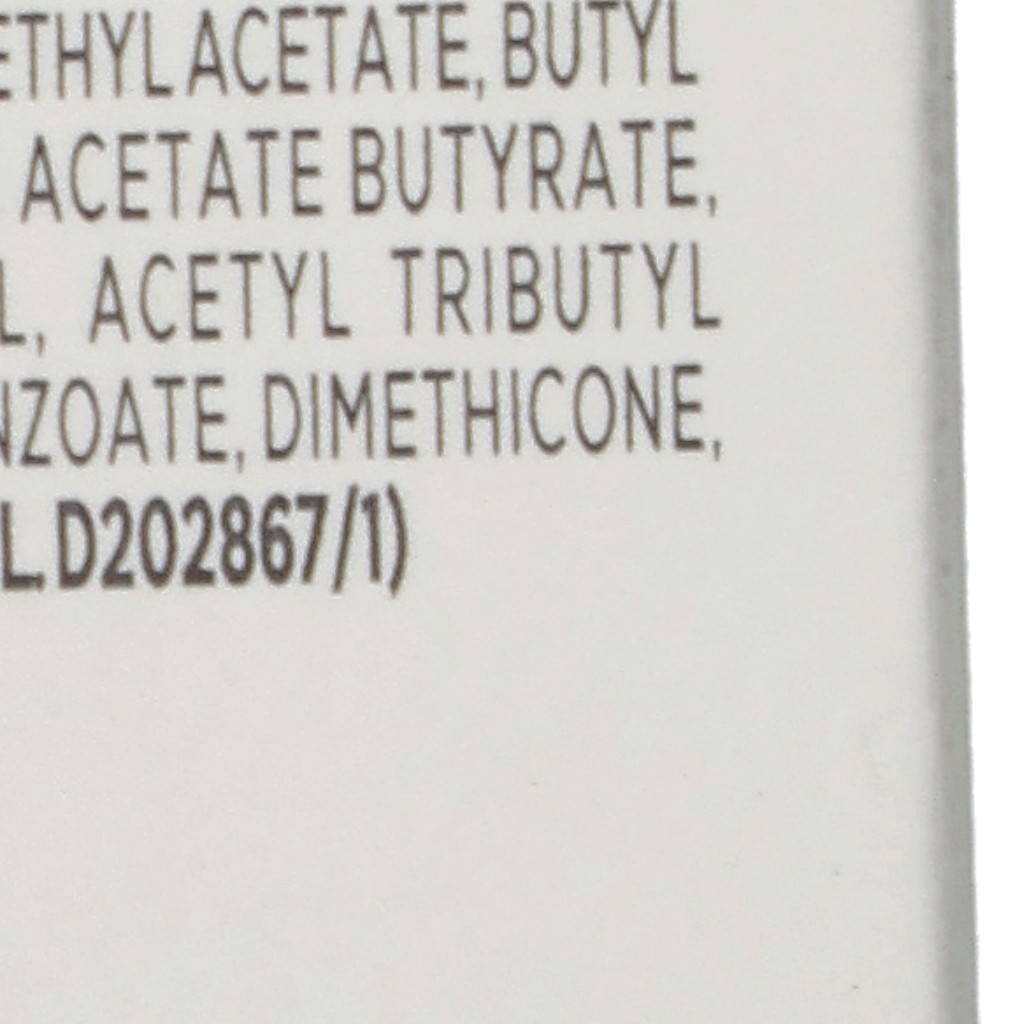 ETHYL ACETATE, BUTYL
ACETATE BUTYRATE,
L, ACETYL TRIBUTYL
NZOATE, DIMETHICONE,
L. D202867/1)